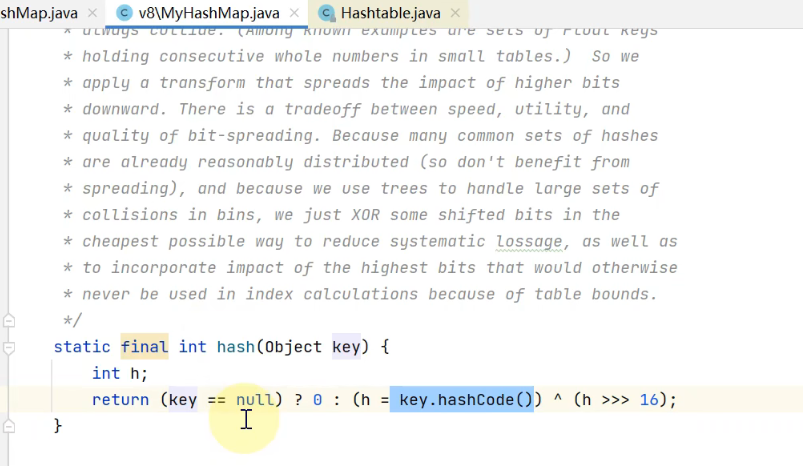 shMap.java
v8\MyHashMap.java
Hashtable.java
* always collide. (Among known examples are sets of Float keys
* holding consecutive whole numbers in small tables.)  So we
* apply a transform that spreads the impact of higher bits
* downward. There is a tradeoff between speed, utility, and
* quality of bit-spreading. Because many common sets of hashes
* are already reasonably distributed (so don't benefit from
* spreading), and because we use trees to handle large sets of
* collisions in bins, we just XOR some shifted bits in the
* cheapest possible way to reduce systematic lossage, as well as
* to incorporate impact of the highest bits that would otherwise
* never be used in index calculations because of table bounds.
*/
static final int hash(Object key) {
int h;
return (key == null) ? 0 : (h = key.hashCode()) ^ (h >>> 16);
}